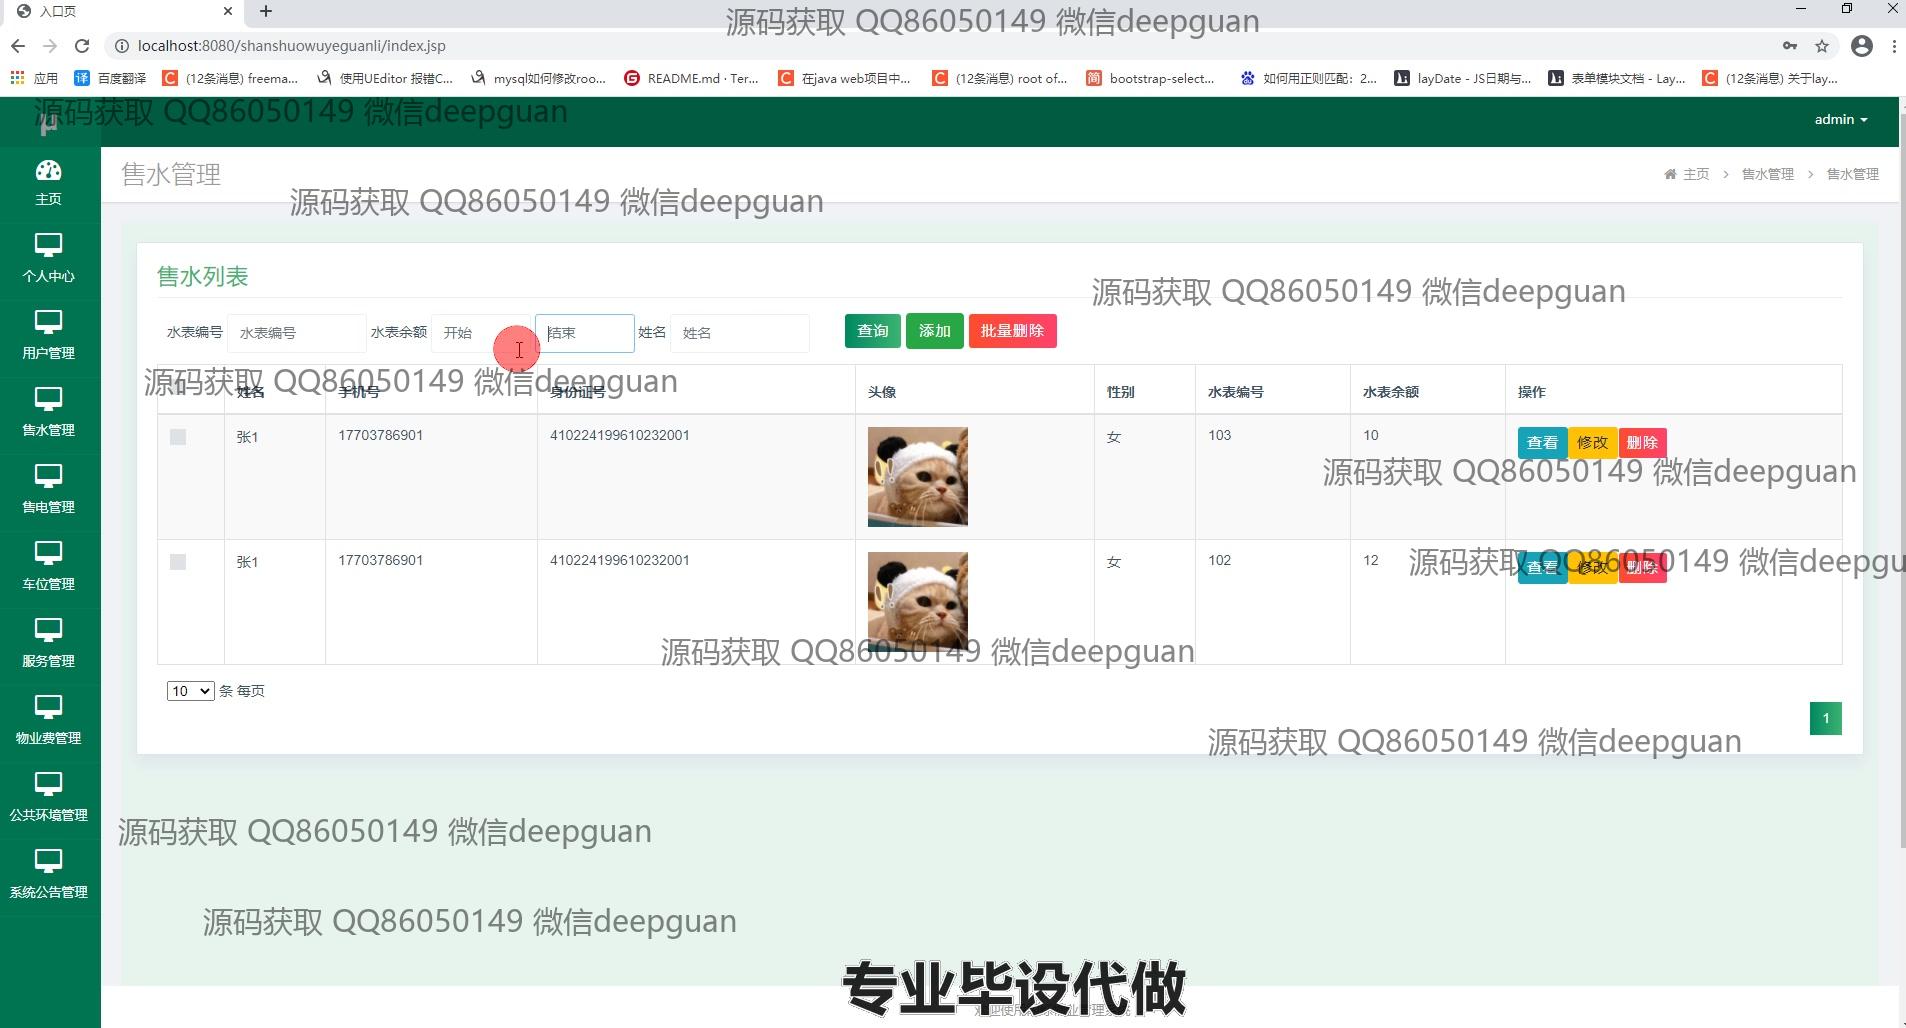 入口页
源码获取 QQ86050149 微信deepguan
localhost:8080/shanshuowuyeguanli/index.jsp
应用 百度翻译 (12条消息) freema... 使用UEditor 报错C... mysql如何修改roo... README.md · Ter... 在java web项目中... (12条消息) root of... bootstrap-select... 如何用正则匹配：2... layDate - JS日期与... 表单模块文档 - Lay... (12条消息) 关于lay...
源码获取 QQ86050149 微信deepguan
μ
admin
主页
个人中心
用户管理
售水管理
售电管理
车位管理
服务管理
物业费管理
公共环境管理
系统公告管理
售水管理
主页 > 售水管理 > 售水管理
源码获取 QQ86050149 微信deepguan
售水列表
源码获取 QQ86050149 微信deepguan
水表编号 水表编号 水表余额 开始 结束 姓名 姓名 查询 添加 批量删除
源码获取 QQ86050149 微信deepguan
姓名 手机号 身份证号 头像 性别 水表编号 水表余额 操作
张1 17703786901 410224199610232001 女 103 10 查看 修改 删除
源码获取 QQ86050149 微信deepguan
张1 17703786901 410224199610232001 女 102 12 查看 修改 删除
源码获取 QQ86050149 微信deepgu
源码获取 QQ86050149 微信deepguan
10 条 每页
1
源码获取 QQ86050149 微信deepguan
源码获取 QQ86050149 微信deepguan
源码获取 QQ86050149 微信deepguan
专业毕设代做